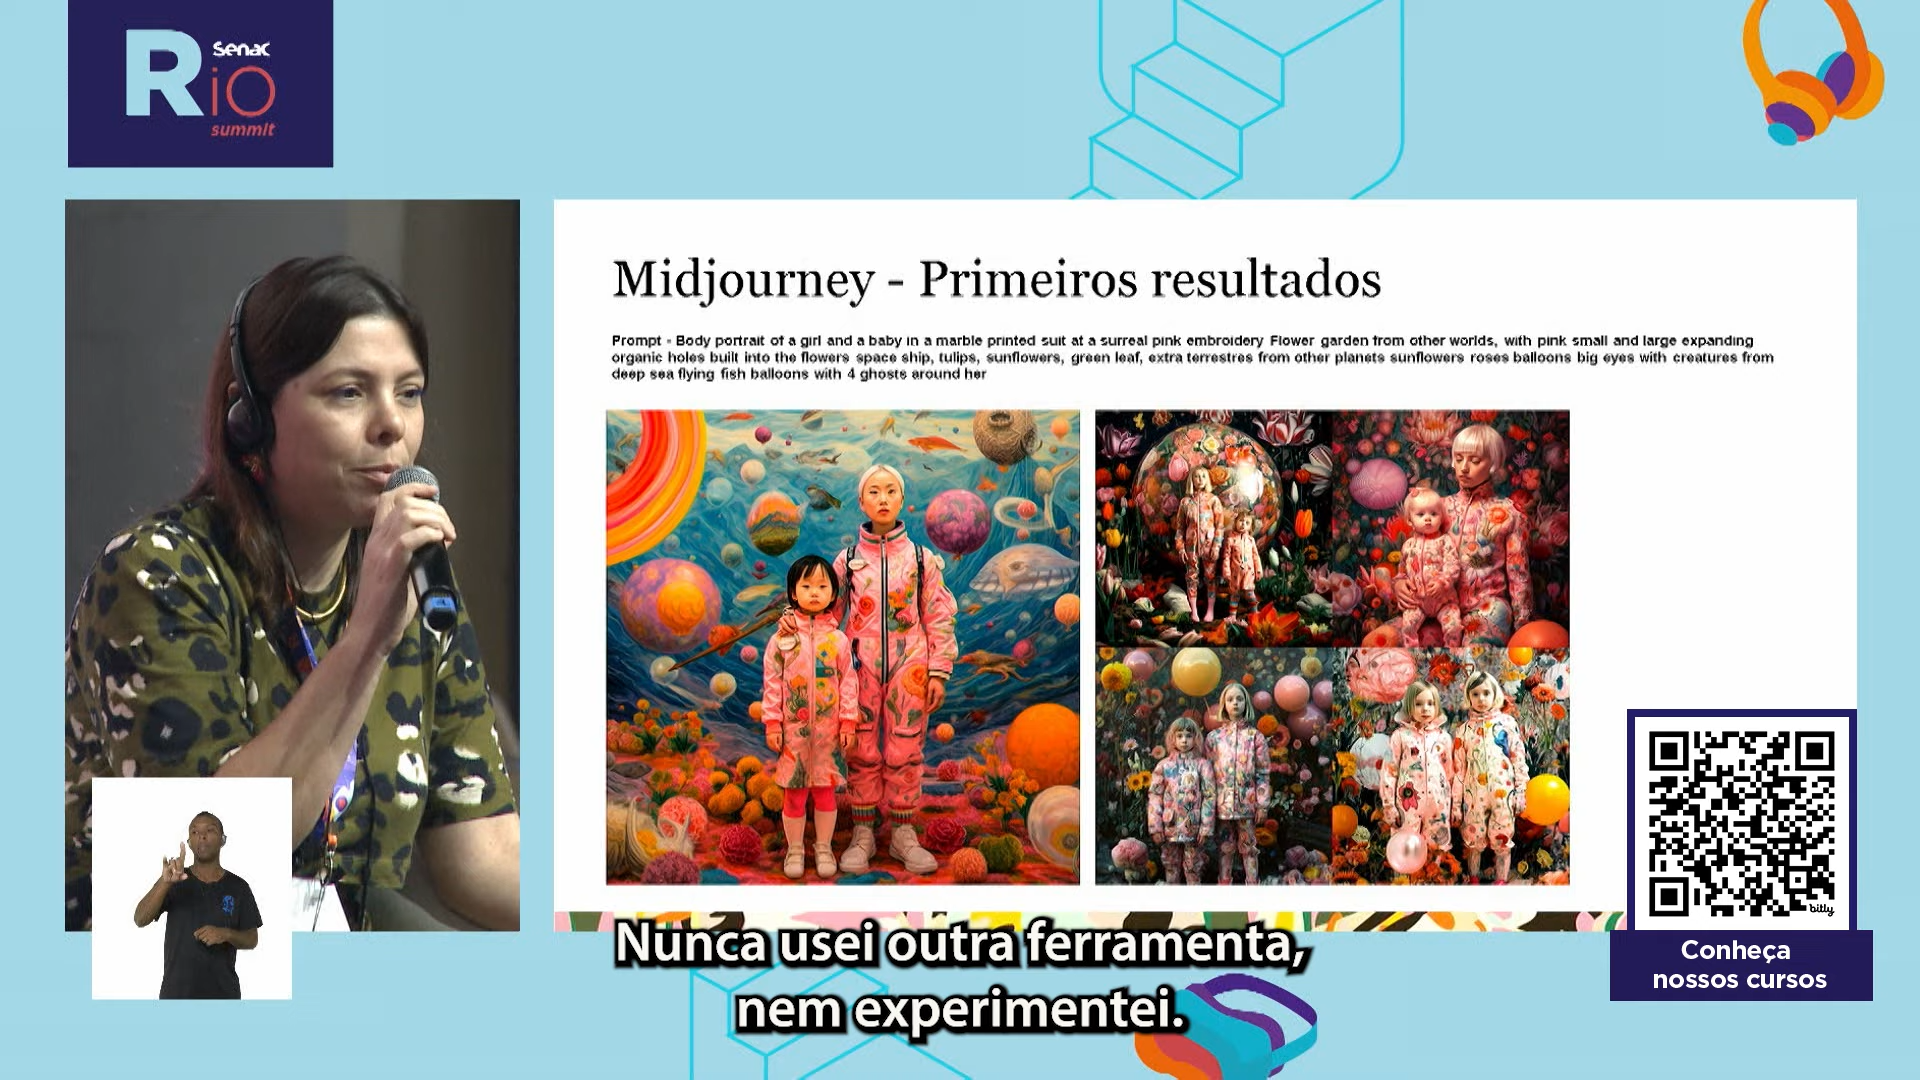 Senac
Rio
summit
Midjourney - Primeiros resultados
Prompt - Body portrait of a girl and a baby in a marble printed suit at a surreal pink embroidery Flower garden from other worlds, with pink small and large expanding
organic holes built into the flowers space ship, tulips, sunflowers, green leaf, extra terrestres from other planets sunflowers roses balloons big eyes with creatures from
deep sea flying fish balloons with 4 ghosts around her
bitly
Conheça
nossos cursos
Nunca usei outra ferramenta,
nem experimentei.